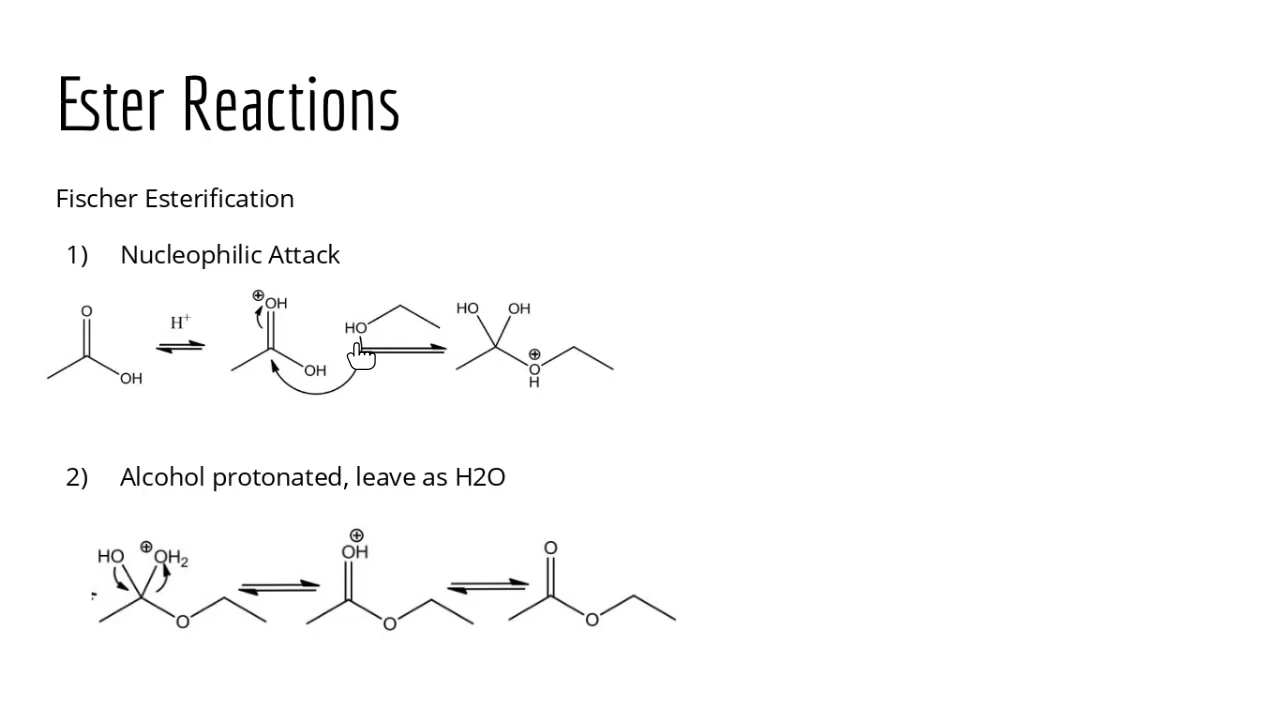 Ester Reactions
Fischer Esterification
1) Nucleophilic Attack
O
OH
H+
⊕
OH
OH
HO
HO OH
⊕
O
H
2) Alcohol protonated, leave as H2O
HO ⊕OH2
O
⊕
OH
O
O
O